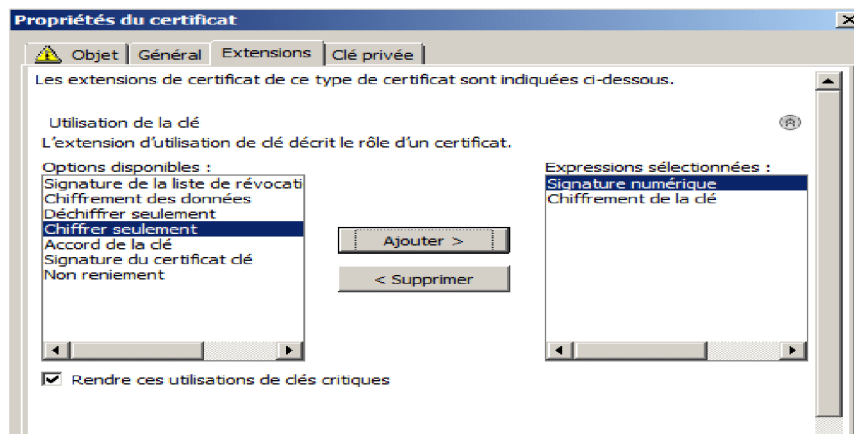 Propriétés du certificat
Objet Général Extensions Clé privée
Les extensions de certificat de ce type de certificat sont indiquées ci-dessous.
Utilisation de la clé
L'extension d'utilisation de clé décrit le rôle d'un certificat.
Options disponibles :
Signature de la liste de révocati
Chiffrement des données
Déchiffrer seulement
Chiffrer seulement
Accord de la clé
Signature du certificat clé
Non reniement
Ajouter >
< Supprimer
Expressions sélectionnées :
Signature numérique
Chiffrement de la clé
Rendre ces utilisations de clés critiques